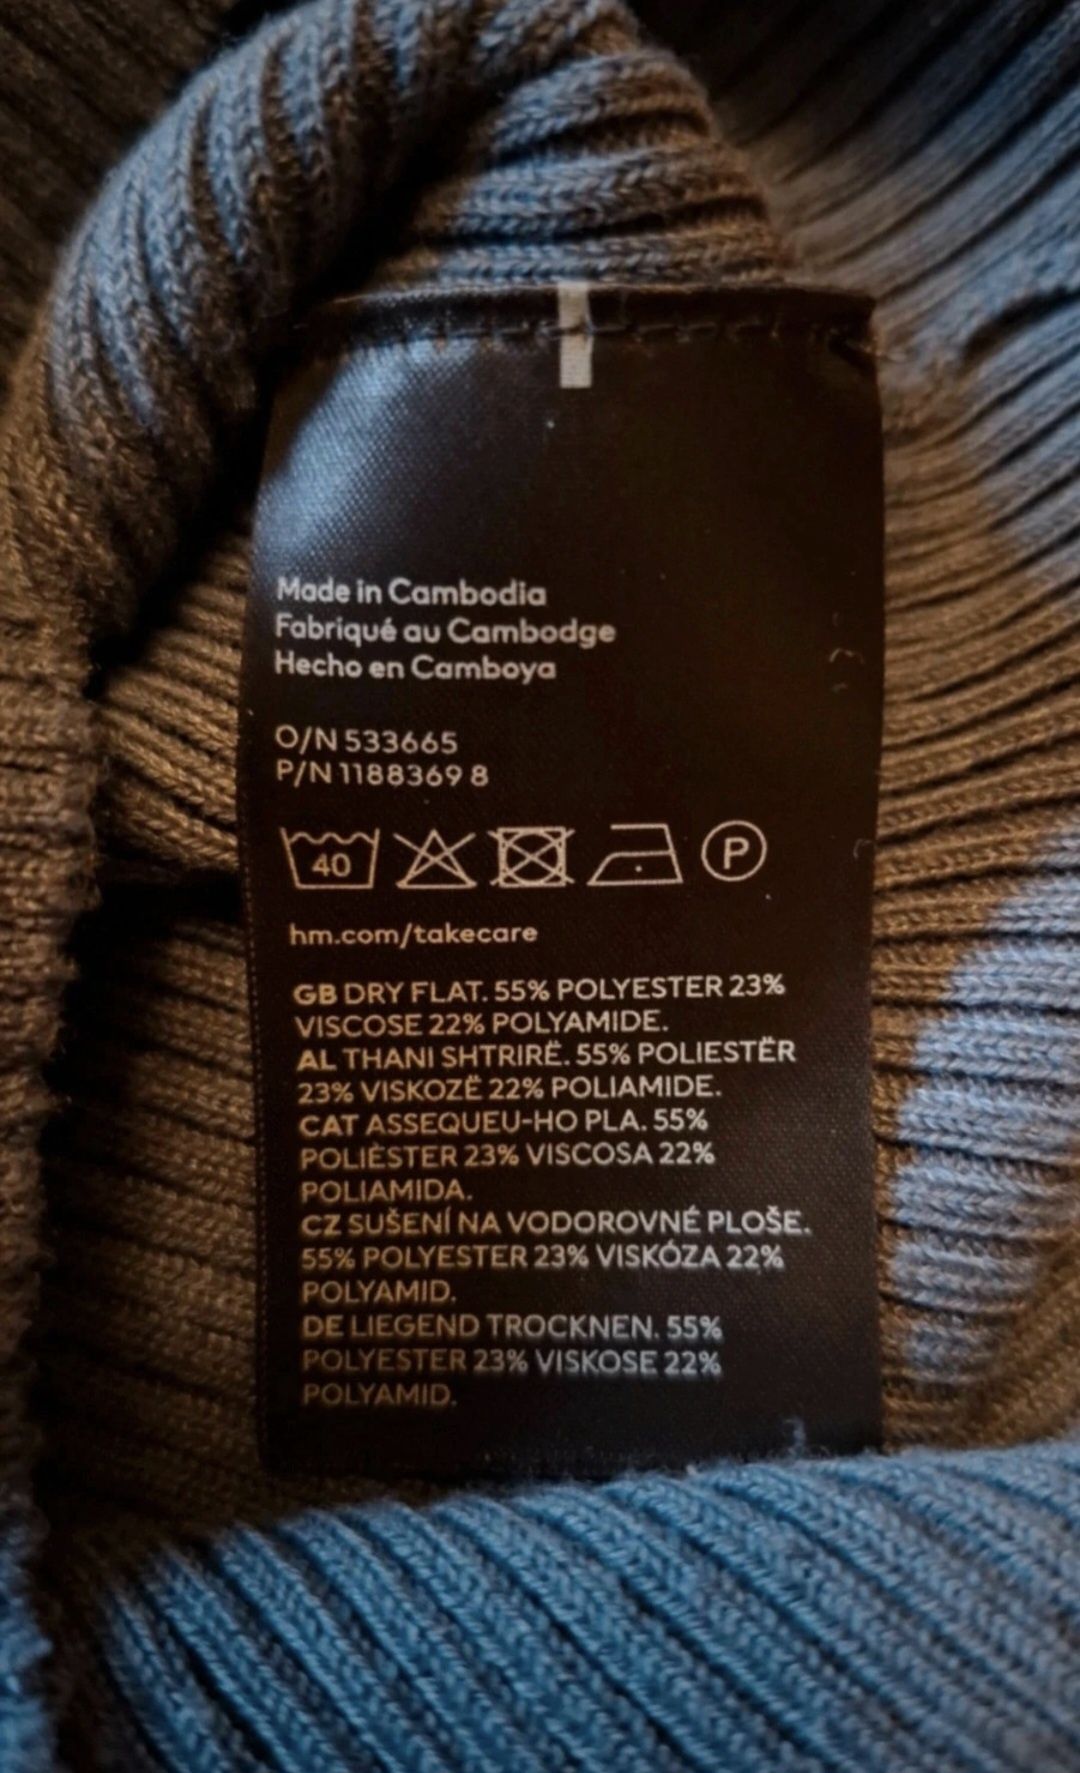 Made in Cambodia
Fabriqué au Cambodge
Hecho en Camboya
O/N 533665
P/N 1188369 8
40 P
hm.com/takecare
GB DRY FLAT. 55% POLYESTER 23%
VISCOSE 22% POLYAMIDE.
AL THANI SHTRIRË. 55% POLIESTËR
23% VISKOZË 22% POLIAMIDE.
CAT ASSEQUEU-HO PLA. 55%
POLIÈSTER 23% VISCOSA 22%
POLIAMIDA.
CZ SUŠENÍ NA VODOROVNÉ PLOŠE.
55% POLYESTER 23% VISKÓZA 22%
POLYAMID.
DE LIEGEND TROCKNEN. 55%
POLYESTER 23% VISKOSE 22%
POLYAMID.